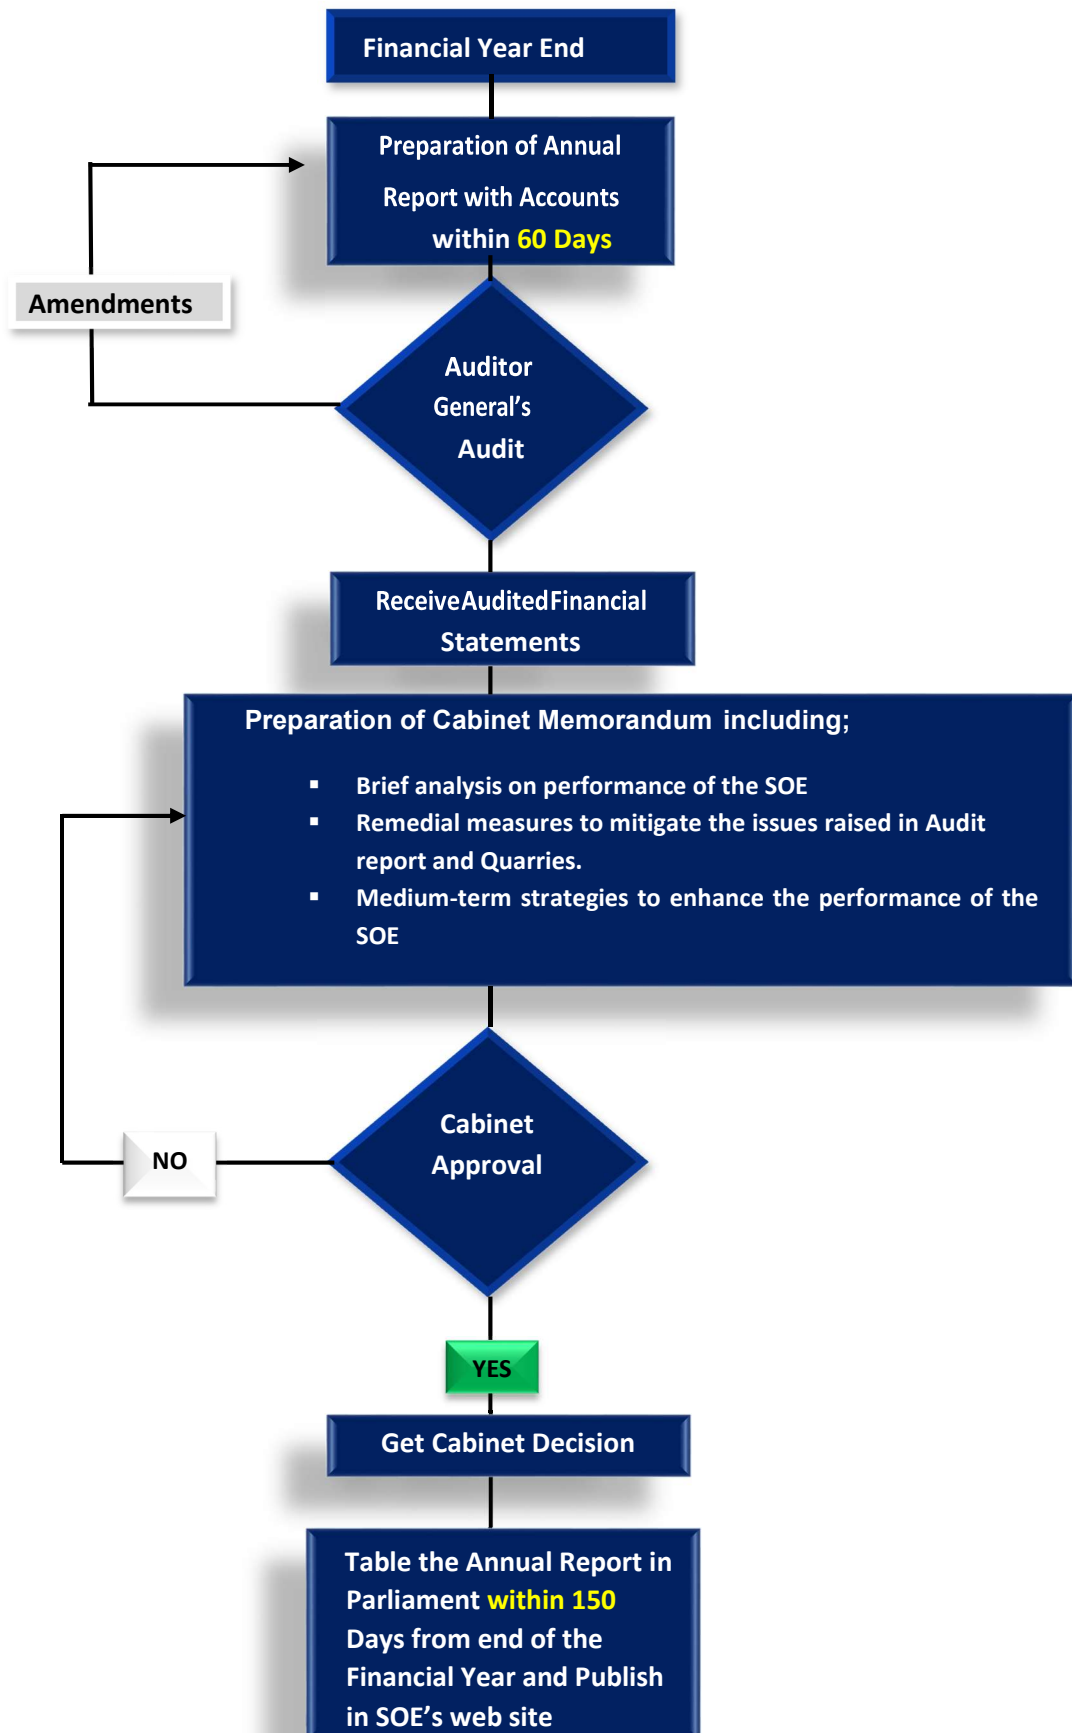 Financial Year End
Preparation of Annual
Report with Accounts
within 60 Days
Amendments
Auditor
General's
Audit
Receive Audited Financial
Statements
Preparation of Cabinet Memorandum including;
▪ Brief analysis on performance of the SOE
▪ Remedial measures to mitigate the issues raised in Audit
report and Quarries.
▪ Medium-term strategies to enhance the performance of the
SOE
Cabinet
Approval
NO
YES
Get Cabinet Decision
Table the Annual Report in
Parliament within 150
Days from end of the
Financial Year and Publish
in SOE's web site